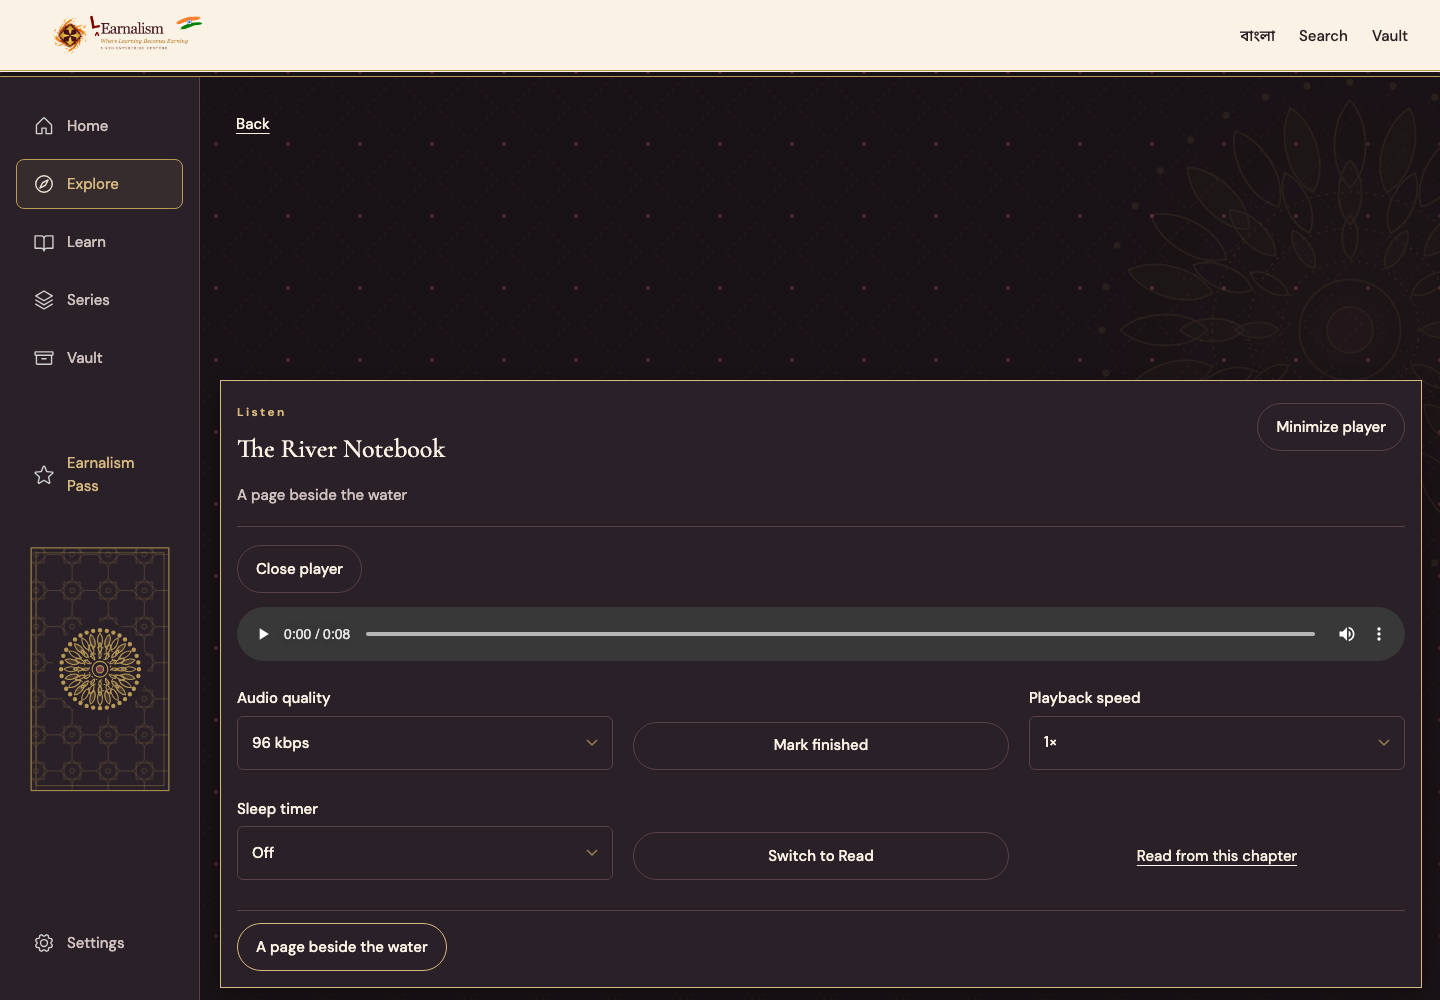 Earnalism
Where Learning Becomes Earning
বাংলা
Search
Vault
Home
Explore
Learn
Series
Vault
Earnalism
Pass
Settings
Back
Listen
The River Notebook
Minimize player
A page beside the water
Close player
0:00 / 0:08
Audio quality
96 kbps
Mark finished
Playback speed
1×
Sleep timer
Off
Switch to Read
Read from this chapter
A page beside the water